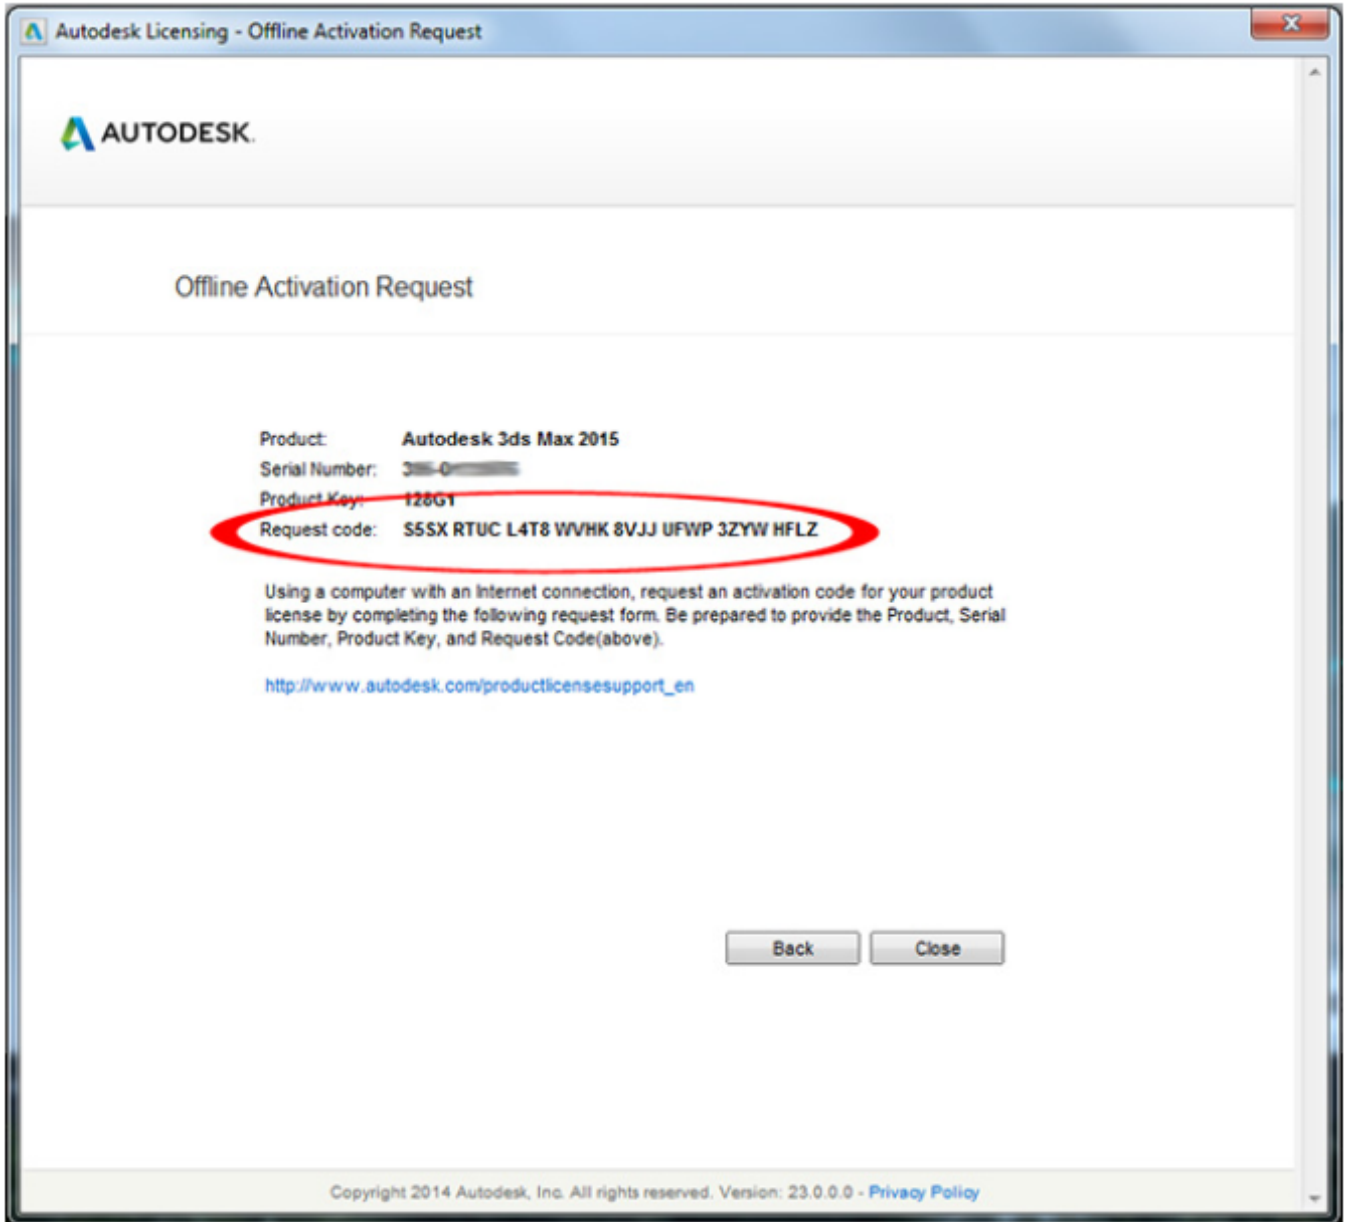 Autodesk Licensing - Offline Activation Request
AUTODESK.
Offline Activation Request
Product: Autodesk 3ds Max 2015
Serial Number:
Product Key: 128G1
Request code: S5SX RTUC L4T8 WVHK 8VJJ UFWP 3ZYW HFLZ
Using a computer with an Internet connection, request an activation code for your product
license by completing the following request form. Be prepared to provide the Product, Serial
Number, Product Key, and Request Code(above).
http://www.autodesk.com/productlicensesupport_en
Back Close
Copyright 2014 Autodesk, Inc. All rights reserved. Version: 23.0.0.0 - Privacy Policy